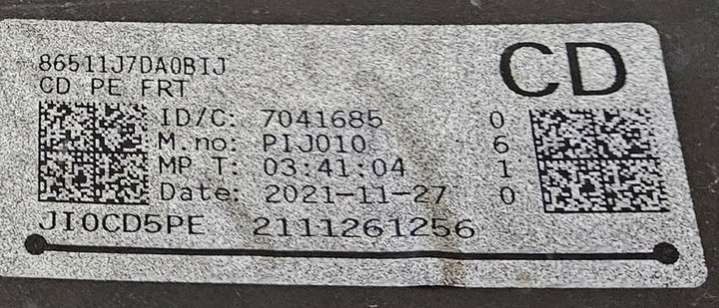 86511J7DA0BIJ
CD
CD PE FRT
ID/C: 7041685 0
M.no: PIJ010 6
MP T: 03:41:04 1
Date: 2021-11-27 0
JI0CD5PE 2111261256